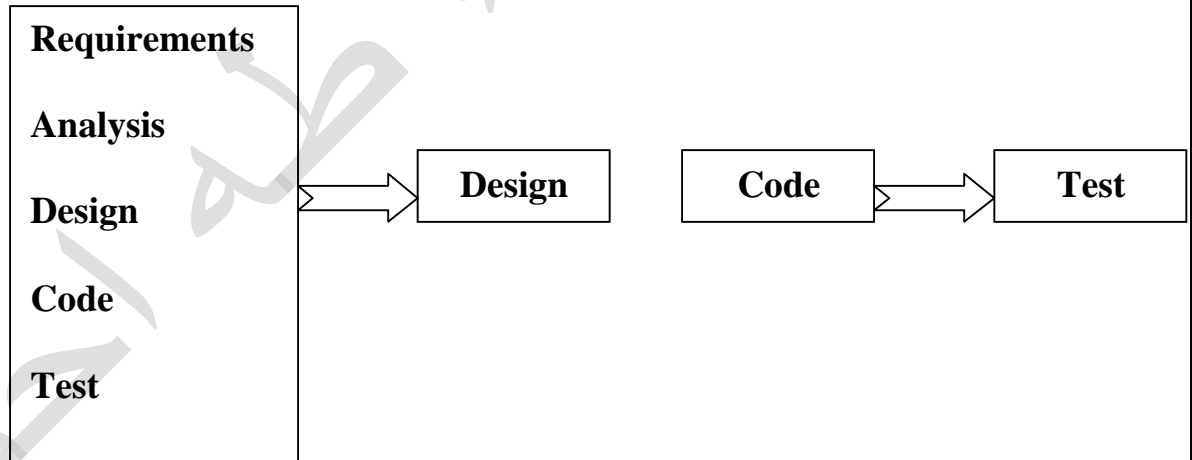 Requirements
Analysis
Design
Code
Test
Design
Code
Test